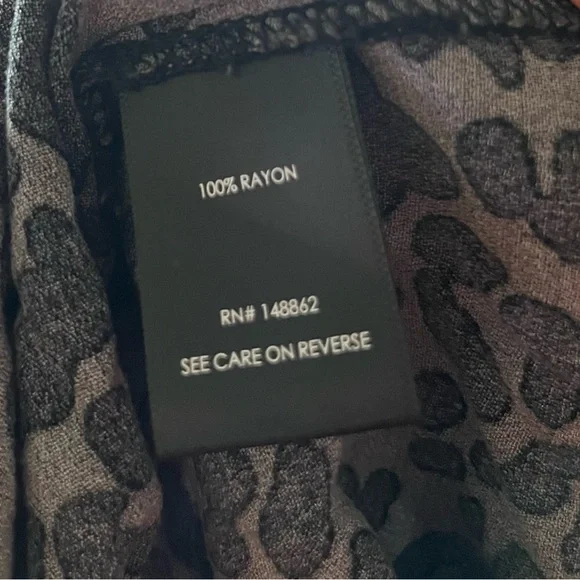 100% RAYON
RN# 148862
SEE CARE ON REVERSE